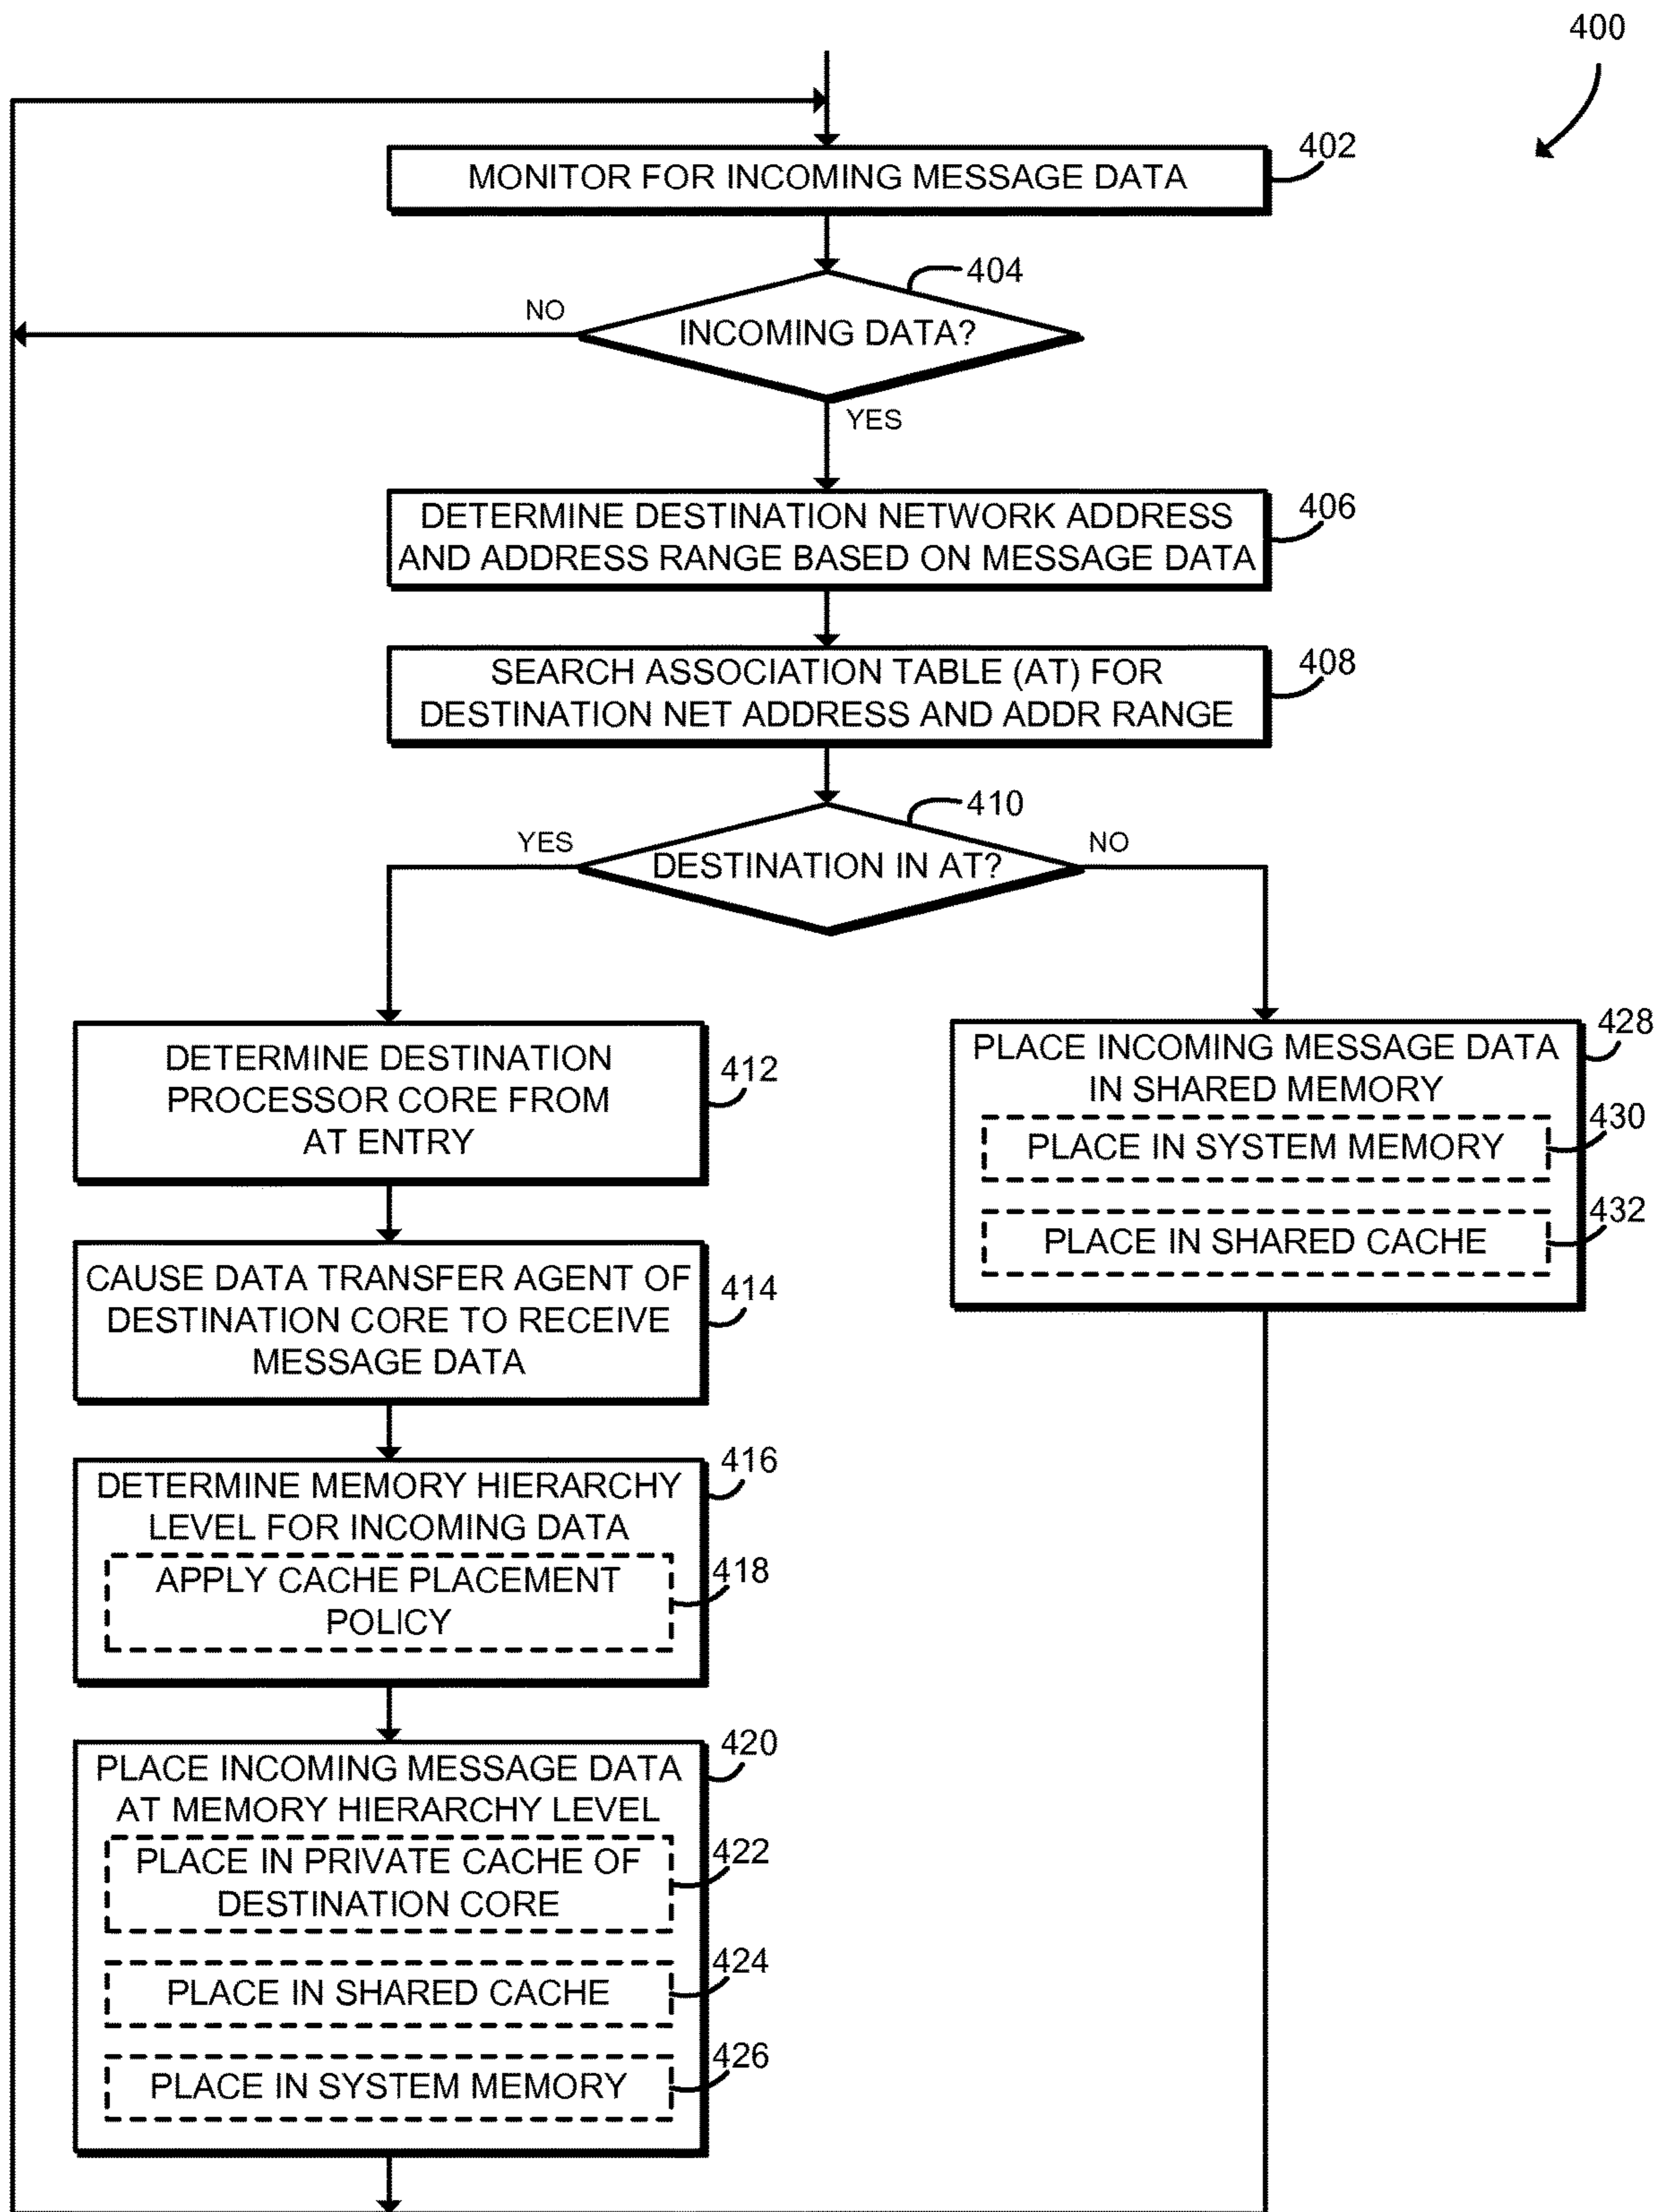 400
MONITOR FOR INCOMING MESSAGE DATA
402
404
INCOMING DATA?
NO
YES
DETERMINE DESTINATION NETWORK ADDRESS
AND ADDRESS RANGE BASED ON MESSAGE DATA
406
SEARCH ASSOCIATION TABLE (AT) FOR
DESTINATION NET ADDRESS AND ADDR RANGE
408
410
DESTINATION IN AT?
YES
NO
DETERMINE DESTINATION
PROCESSOR CORE FROM
AT ENTRY
412
CAUSE DATA TRANSFER AGENT OF
DESTINATION CORE TO RECEIVE
MESSAGE DATA
414
DETERMINE MEMORY HIERARCHY
LEVEL FOR INCOMING DATA
416
APPLY CACHE PLACEMENT
POLICY
418
PLACE INCOMING MESSAGE DATA
AT MEMORY HIERARCHY LEVEL
420
PLACE IN PRIVATE CACHE OF
DESTINATION CORE
422
PLACE IN SHARED CACHE
424
PLACE IN SYSTEM MEMORY
426
PLACE INCOMING MESSAGE DATA
IN SHARED MEMORY
428
PLACE IN SYSTEM MEMORY
430
PLACE IN SHARED CACHE
432